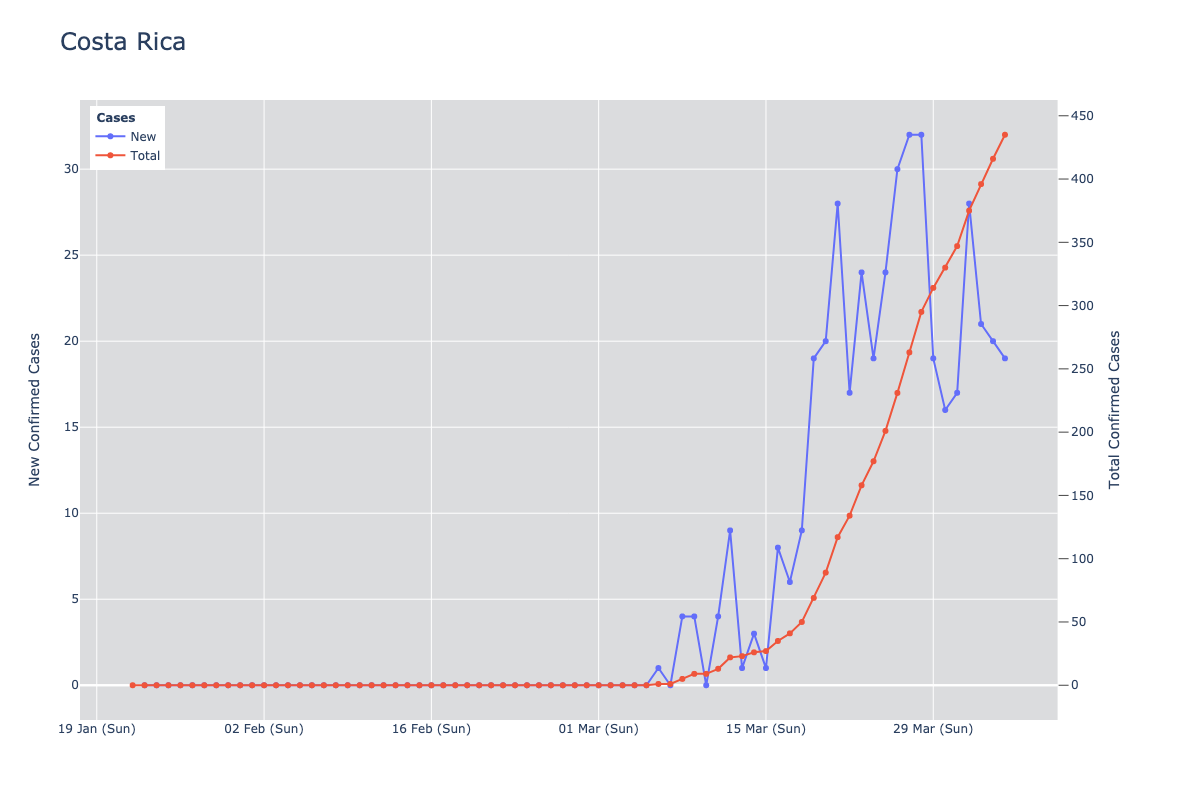 Costa Rica
Cases
New
Total
30
25
20
15
10
5
0
New Confirmed Cases
450
400
350
300
250
200
150
100
50
0
Total Confirmed Cases
19 Jan (Sun) 02 Feb (Sun) 16 Feb (Sun) 01 Mar (Sun) 15 Mar (Sun) 29 Mar (Sun)